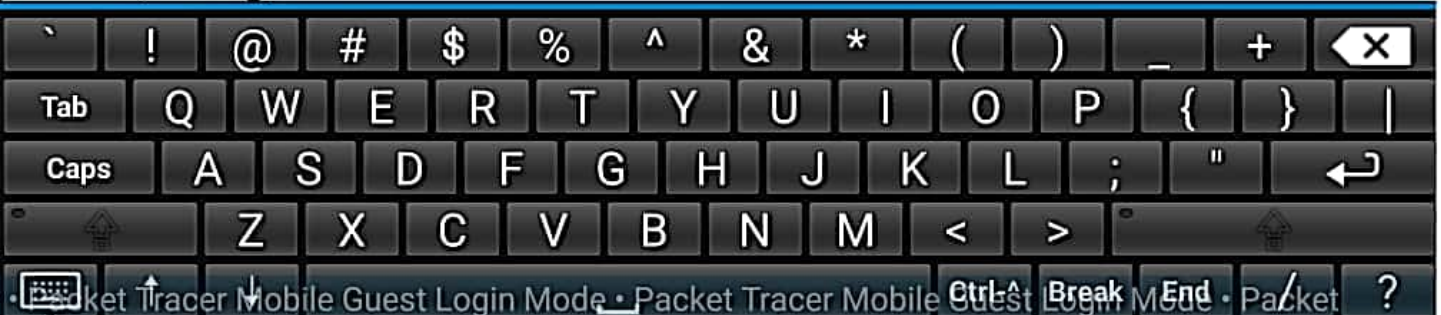 ` ! @ # $ % ^ & * ( ) _ +
Tab Q W E R T Y U I O P { } |
Caps A S D F G H J K L ; " 
Z X C V B N M < >
↑ ↓ Ctrl-^ Break End / ?
• Packet Tracer Mobile Guest Login Mode • Packet Tracer Mobile Guest Login Mode • Packet